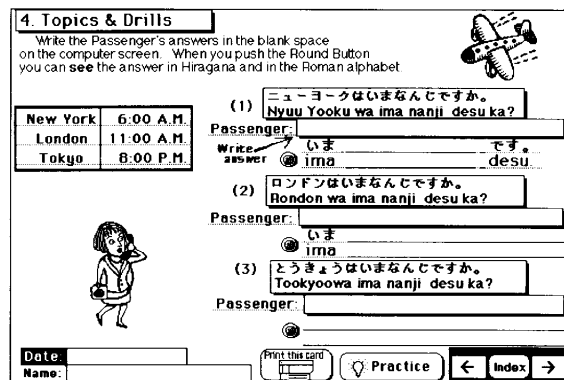 4. Topics & Drills
Write the Passenger's answers in the blank space
on the computer screen. When you push the Round Button
you can see the answer in Hiragana and in the Roman alphabet.
New York 6:00 A.M.
London 11:00 A.M.
Tokyo 8:00 P.M.
(1) ニューヨークはいまなんじですか。
Nyuu Yooku wa ima nanji desu ka?
Passenger:
Write answer
いま です。
ima desu.
(2) ロンドンはいまなんじですか。
Rondon wa ima nanji desu ka?
Passenger:
いま
ima
(3) とうきょうはいまなんじですか。
Tookyoowa ima nanji desu ka?
Passenger:
Date:
Name:
Print this card
Practice
Index